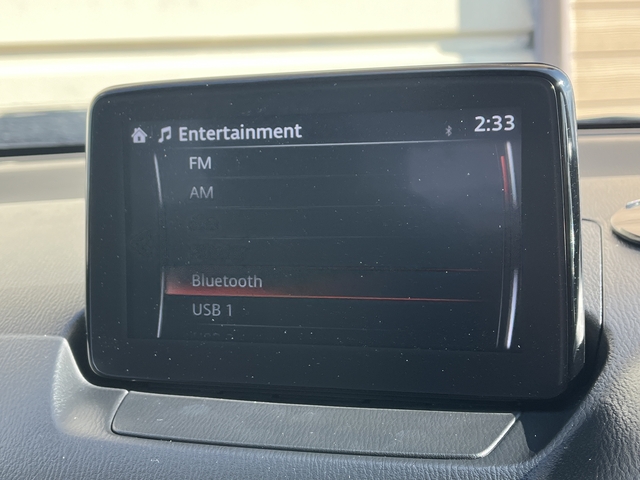 Entertainment 2:33
FM
AM
Bluetooth
USB 1